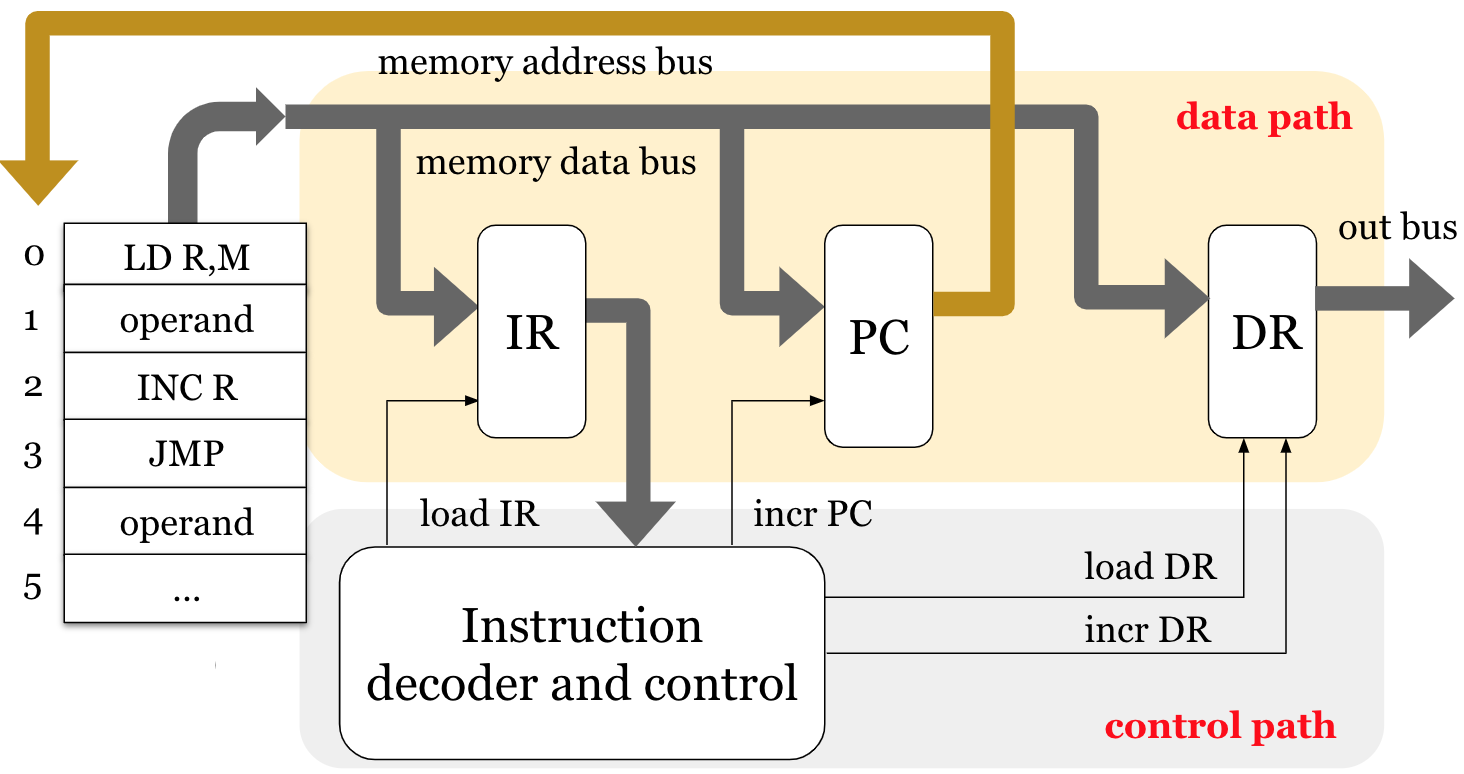 memory address bus
data path
memory data bus
out bus
0
LD R,M
1
operand
2
INC R
3
JMP
4
operand
5
...
IR
PC
DR
load IR
incr PC
load DR
incr DR
Instruction
decoder and control
control path